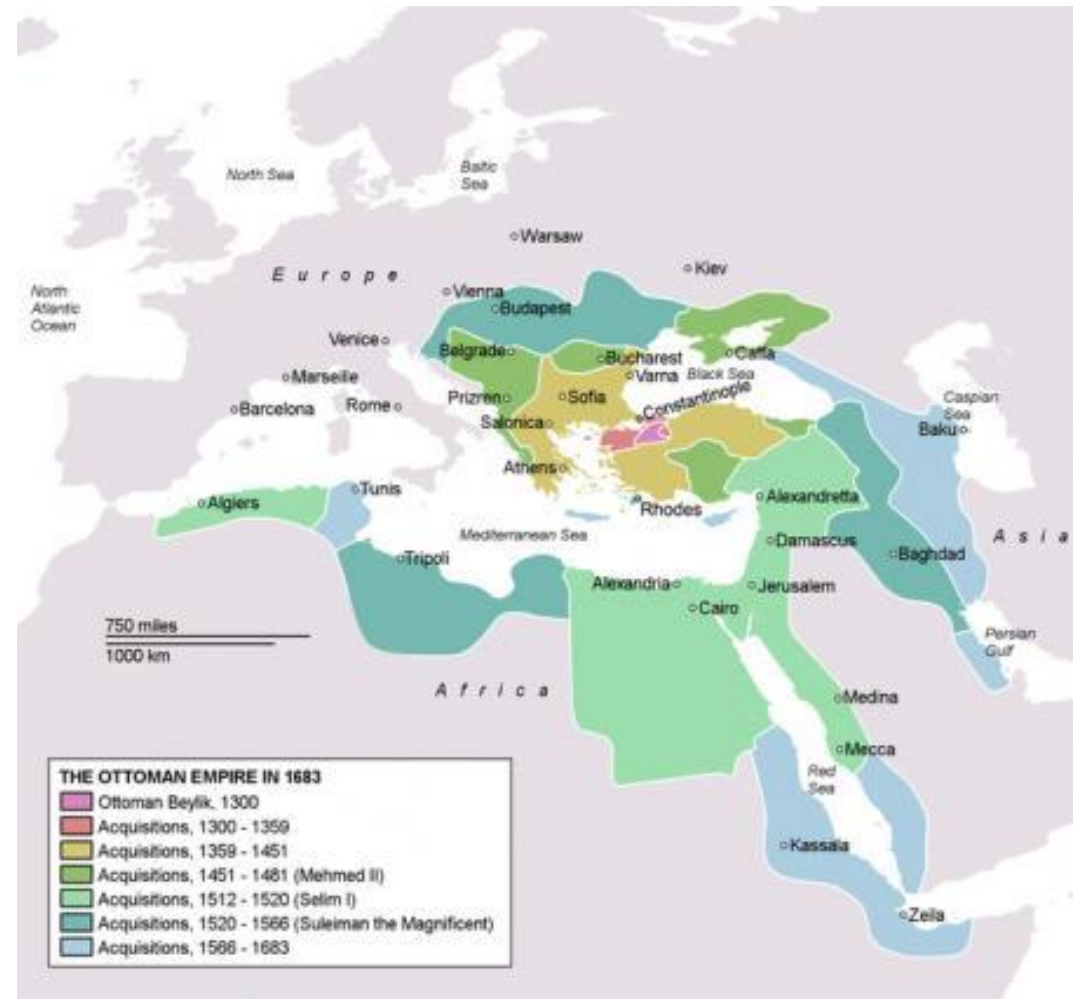 North Sea
Baltic
Sea
Warsaw
Europe
Kiev
North
Atlantic
Ocean
Vienna
Budapest
Venice
Belgrade
Bucharest
Caffa
Marseille
Varna
Black Sea
Prizren
Sofia
Constantinople
Caspian
Sea
Barcelona
Rome
Salonica
Baku
Athens
Algiers
Tunis
Rhodes
Alexandretta
Mediterranean Sea
Damascus
Asia
Tripoli
Baghdad
Alexandria
Jerusalem
Cairo
750 miles
1000 km
Persian
Gulf
Africa
Medina
Mecca
Red
Sea
Kassala
Zeila
THE OTTOMAN EMPIRE IN 1683
Ottoman Beylik, 1300
Acquisitions, 1300 - 1359
Acquisitions, 1359 - 1451
Acquisitions, 1451 - 1481 (Mehmed II)
Acquisitions, 1512 - 1520 (Selim I)
Acquisitions, 1520 - 1566 (Suleiman the Magnificent)
Acquisitions, 1566 - 1683